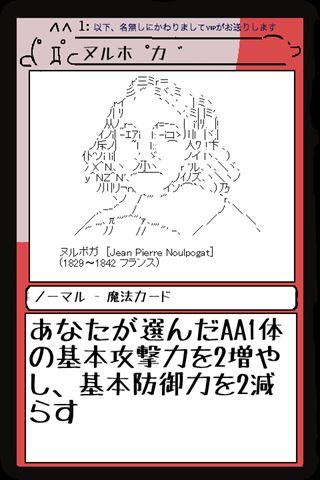 1: 以下、名無しにかわりましてVIPがお送りします
ヌルホ゜カ゛
ヌルポガ [Jean Pierre Noulpogat]
(1829~1842 フランス)
ノーマル - 魔法カード
あなたが選んだAA1体
の基本攻撃力を2増や
し、基本防御力を2減
らす